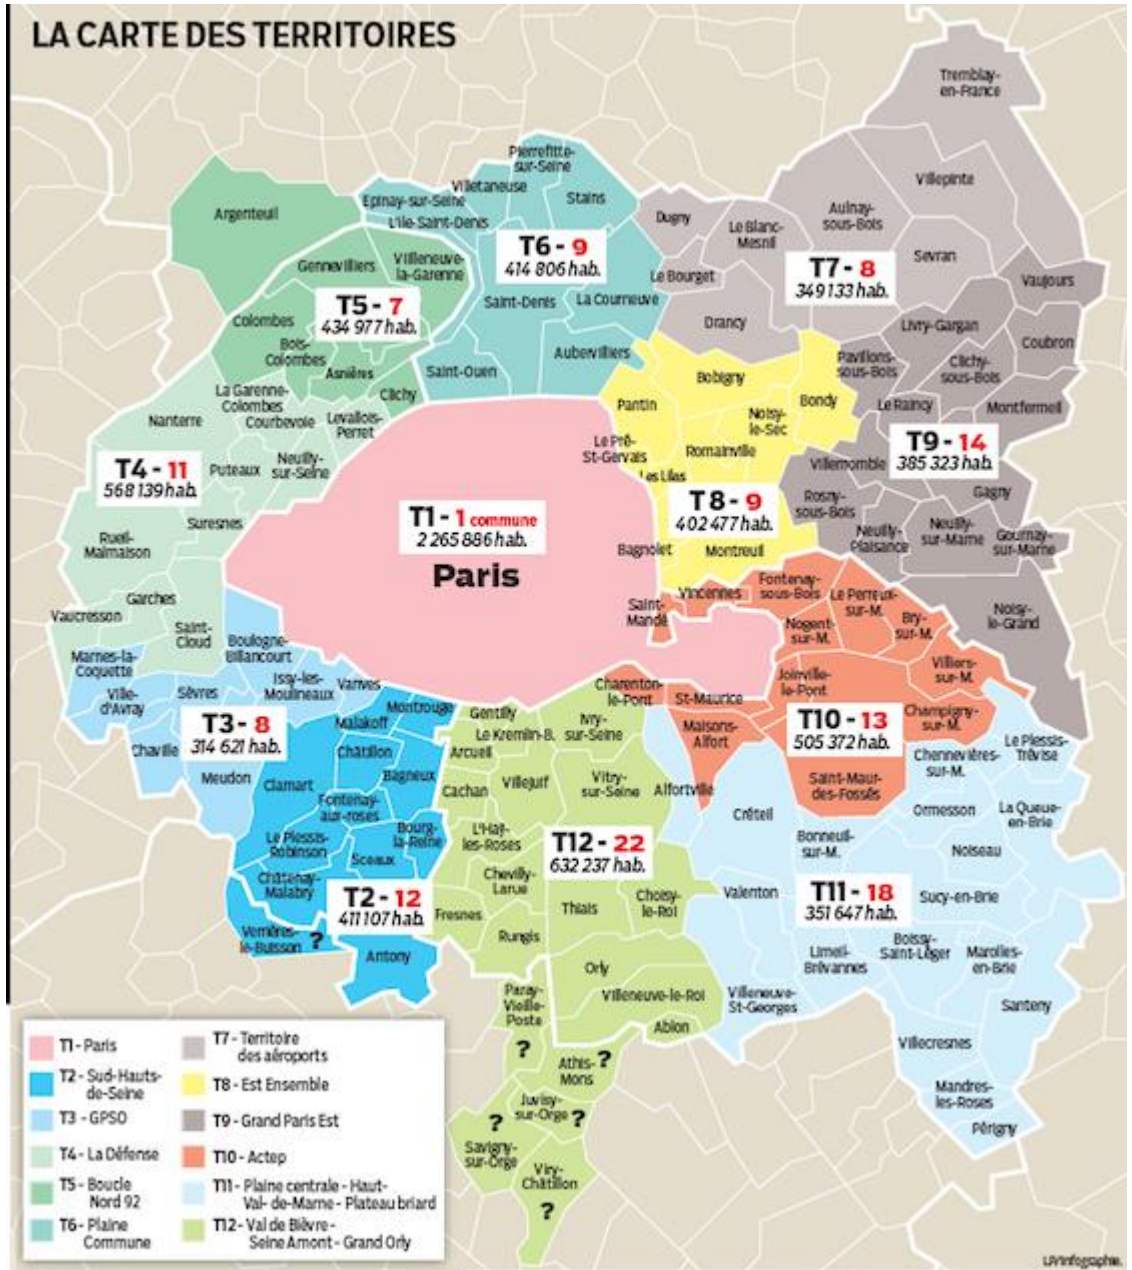 LA CARTE DES TERRITOIRES
Tremblay-
en-France
Villepinte
Pierrefitte-
sur-Seine
Villetaneuse
Stains
Epinay-sur-Seine
L'Ile-Saint-Denis
Argenteuil
Dugny
Le Blanc-
Mesnil
Aulnay-
sous-Bois
Sevran
Vaujours
T6 - 9
414 806 hab.
T7 - 8
349 133 hab.
Gennevilliers
Villeneuve-
la-Garenne
Le Bourget
Saint-Denis
La Courneuve
T5 - 7
434 977 hab.
Colombes
Bois-
Colombes
Asnières
Clichy
Drancy
Livry-Gargan
Coubron
Aubervilliers
Saint-Ouen
Pavillons-
sous-Bois
Clichy-
sous-Bois
Bobigny
Bondy
Pantin
Noisy-
le-Sec
Le Raincy
Montfermeil
La Garenne-
Colombes
Courbevoie
Levallois-
Perret
Nanterre
Le Pré-
St-Gervais
Romainville
Les Lilas
T9 - 14
385 323 hab.
T4 - 11
568 139 hab.
Puteaux
Neuilly-
sur-Seine
Villemomble
Gagny
Rosny-
sous-Bois
T8 - 9
402 477 hab.
T1 - 1 commune
2 265 886 hab.
Paris
Suresnes
Rueil-
Malmaison
Neuilly-
Plaisance
Neuilly-
sur-Marne
Gournay-
sur-Marne
Bagnolet
Montreuil
Vincennes
Fontenay-
sous-Bois
Le Perreux-
sur-M.
Saint-
Mandé
Nogent-
sur-M.
Bry-
sur-M.
Noisy-
le-Grand
Garches
Vaucresson
Saint-
Cloud
Boulogne-
Billancourt
Marnes-la-
Coquette
Issy-les-
Moulineaux
Vanves
Sèvres
Ville-
d'Avray
Joinville-
le-Pont
Villiers-
sur-M.
Charenton-
le-Pont
St-Maurice
Maisons-
Alfort
T10 - 13
505 372 hab.
Champigny-
sur-M.
T3 - 8
314 621 hab.
Malakoff
Montrouge
Gentilly
Le Kremlin-B.
Ivry-
sur-Seine
Chaville
Meudon
Châtillon
Arcueil
Le Plessis-
Trévise
Chennevières-
sur-M.
Clamart
Bagneux
Cachan
Villejuif
Vitry-
sur-Seine
Alfortville
Saint-Maur-
des-Fossés
Fontenay-
aux-roses
Créteil
Ormesson
La Queue-
en-Brie
Le Plessis-
Robinson
Bourg-
la-Reine
Sceaux
L'Haÿ-
les-Roses
T12 - 22
632 237 hab.
Bonneuil-
sur-M.
Noiseau
Châtenay-
Malabry
T2 - 12
411 107 hab.
Chevilly-
Larue
Thiais
Choisy-
le-Roi
Valenton
T11 - 18
351 647 hab.
Sucy-en-Brie
Fresnes
Rungis
Verrières-
le-Buisson ?
Antony
Limeil-
Brévannes
Boissy-
Saint-Léger
Marolles-
en-Brie
Orly
Villeneuve-le-Roi
Villeneuve-
St-Georges
Paray-
Vieille-
Poste
?
Ablon
Santeny
Athis-
Mons ?
Villecresnes
Juvisy-
sur-Orge ?
?
Savigny-
sur-Orge
Mandres-
les-Roses
Périgny
Viry-
Châtillon
?
T1 - Paris
T2 - Sud-Hauts-
de-Seine
T3 - GPSO
T4 - La Défense
T5 - Boucle
Nord 92
T6 - Plaine
Commune
T7 - Territoire
des aéroports
T8 - Est Ensemble
T9 - Grand Paris Est
T10 - Actep
T11 - Plaine centrale - Haut-
Val- de-Marne - Plateau briard
T12 - Val de Bièvre -
Seine Amont - Grand Orly
LP/Infographie.